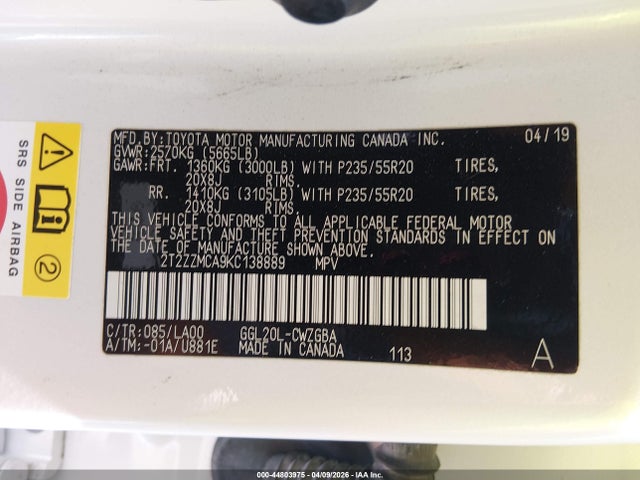 MFD.BY:TOYOTA MOTOR MANUFACTURING CANADA INC. 04/19
GVWR:2570KG (5665LB)
GAWR:FRT. 1360KG (3000LB) WITH P235/55R20 TIRES,
20X8J RIMS.
RR. 1410KG (3105LB) WITH P235/55R20 TIRES,
20X8J RIMS.
THIS VEHICLE CONFORMS TO ALL APPLICABLE FEDERAL MOTOR
VEHICLE SAFETY AND THEFT PREVENTION STANDARDS IN EFFECT ON
THE DATE OF MANUFACTURE SHOWN ABOVE.
2T2ZZMCA9KC138889 MPV
C/TR:085/LA00 GGL20L-CWZGBA
A/TM:-01A/U881E MADE IN CANADA 113 A
SRS SIDE AIRBAG
2
000-44803975 | 04/09/2026 - IAA Offsite